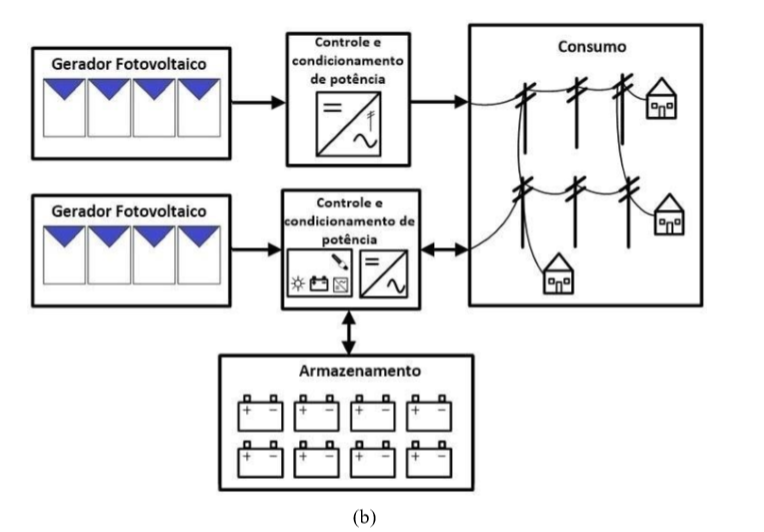 Gerador Fotovoltaico
Controle e
condicionamento
de potência
Consumo
Gerador Fotovoltaico
Controle e
condicionamento de
potência
Armazenamento
+ − + − + − + −
+ − + − + − + −
(b)